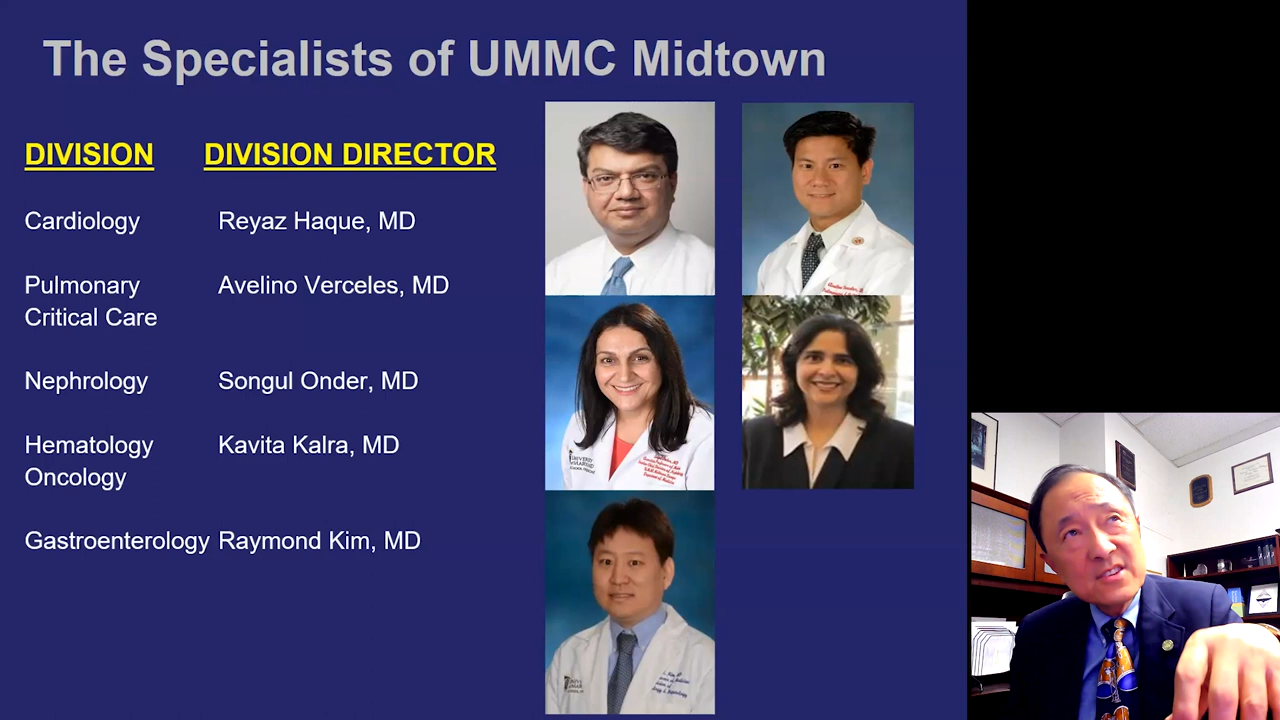 The Specialists of UMMC Midtown
DIVISION DIVISION DIRECTOR
Cardiology Reyaz Haque, MD
Pulmonary Avelino Verceles, MD
Critical Care
Nephrology Songul Onder, MD
Hematology Kavita Kalra, MD
Oncology
Gastroenterology Raymond Kim, MD